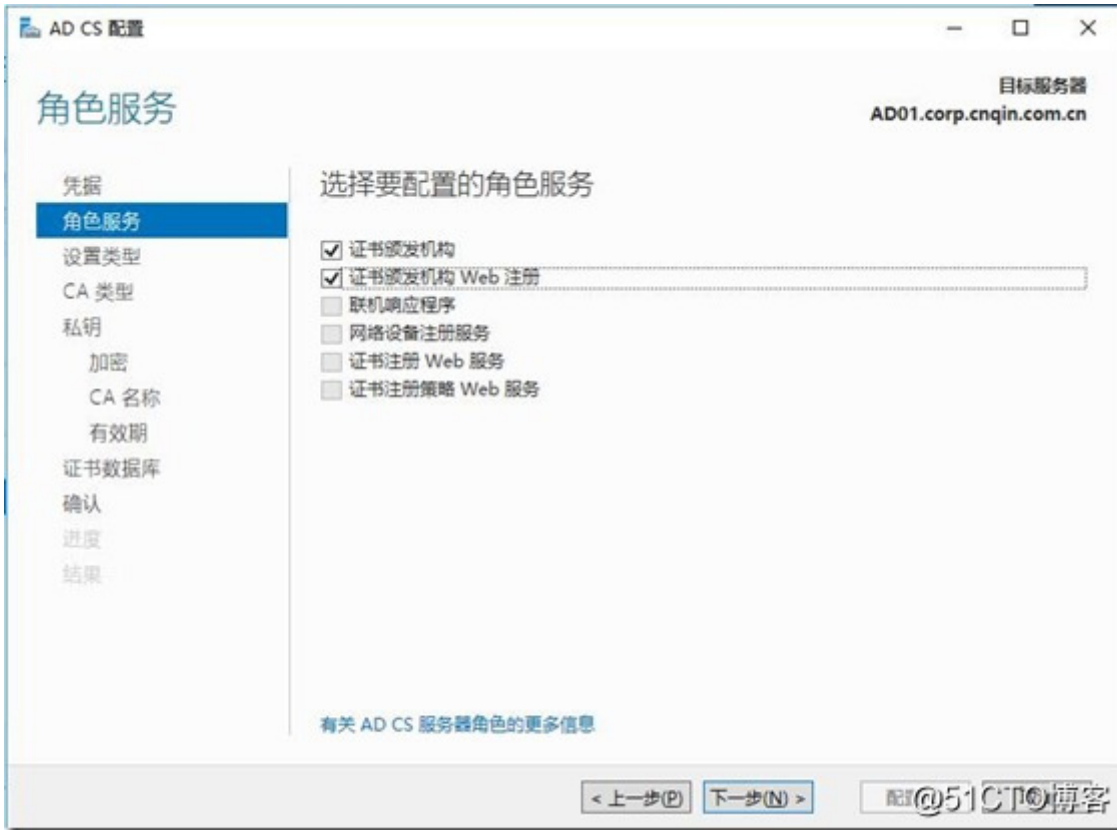 AD CS 配置
角色服务
目标服务器
AD01.corp.cnqin.com.cn
凭据
角色服务
设置类型
CA 类型
私钥
加密
CA 名称
有效期
证书数据库
确认
进度
结果
选择要配置的角色服务
证书颁发机构
证书颁发机构 Web 注册
联机响应程序
网络设备注册服务
证书注册 Web 服务
证书注册策略 Web 服务
有关 AD CS 服务器角色的更多信息
< 上一步(P)
下一步(N) >
@51CTO博客